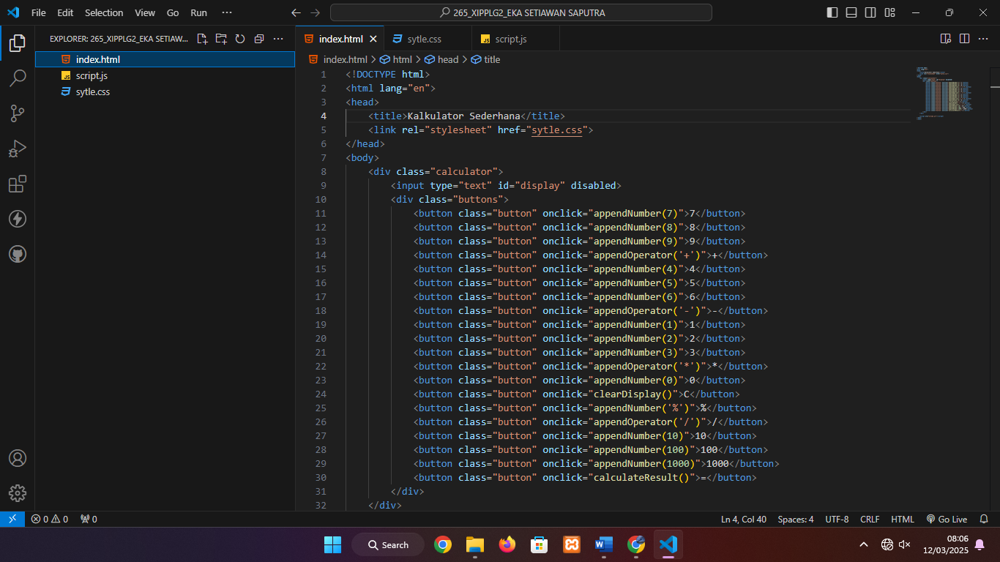 File Edit Selection View Go Run ···
265_XIPPLG2_EKA SETIAWAN SAPUTRA
EXPLORER: 265_XIPPLG2_EKA SETIAW...
index.html
script.js
sytle.css
index.html
sytle.css
script.js
index.html > html > head > title
1 <!DOCTYPE html>
2 <html lang="en">
3 <head>
4 <title>Kalkulator Sederhana</title>
5 <link rel="stylesheet" href="sytle.css">
6 </head>
7 <body>
8 <div class="calculator">
9 <input type="text" id="display" disabled>
10 <div class="buttons">
11 <button class="button" onclick="appendNumber(7)">7</button>
12 <button class="button" onclick="appendNumber(8)">8</button>
13 <button class="button" onclick="appendNumber(9)">9</button>
14 <button class="button" onclick="appendOperator('+')">+</button>
15 <button class="button" onclick="appendNumber(4)">4</button>
16 <button class="button" onclick="appendNumber(5)">5</button>
17 <button class="button" onclick="appendNumber(6)">6</button>
18 <button class="button" onclick="appendOperator('-')">-</button>
19 <button class="button" onclick="appendNumber(1)">1</button>
20 <button class="button" onclick="appendNumber(2)">2</button>
21 <button class="button" onclick="appendNumber(3)">3</button>
22 <button class="button" onclick="appendOperator('*')">*</button>
23 <button class="button" onclick="appendNumber(0)">0</button>
24 <button class="button" onclick="clearDisplay()">C</button>
25 <button class="button" onclick="appendNumber('%')">%</button>
26 <button class="button" onclick="appendOperator('/')">/</button>
27 <button class="button" onclick="appendNumber(10)">10</button>
28 <button class="button" onclick="appendNumber(100)">100</button>
29 <button class="button" onclick="appendNumber(1000)">1000</button>
30 <button class="button" onclick="calculateResult()">=</button>
31 </div>
32 </div>
0 0 0 Ln 4, Col 40 Spaces: 4 UTF-8 CRLF HTML Go Live
Search
08:06
12/03/2025